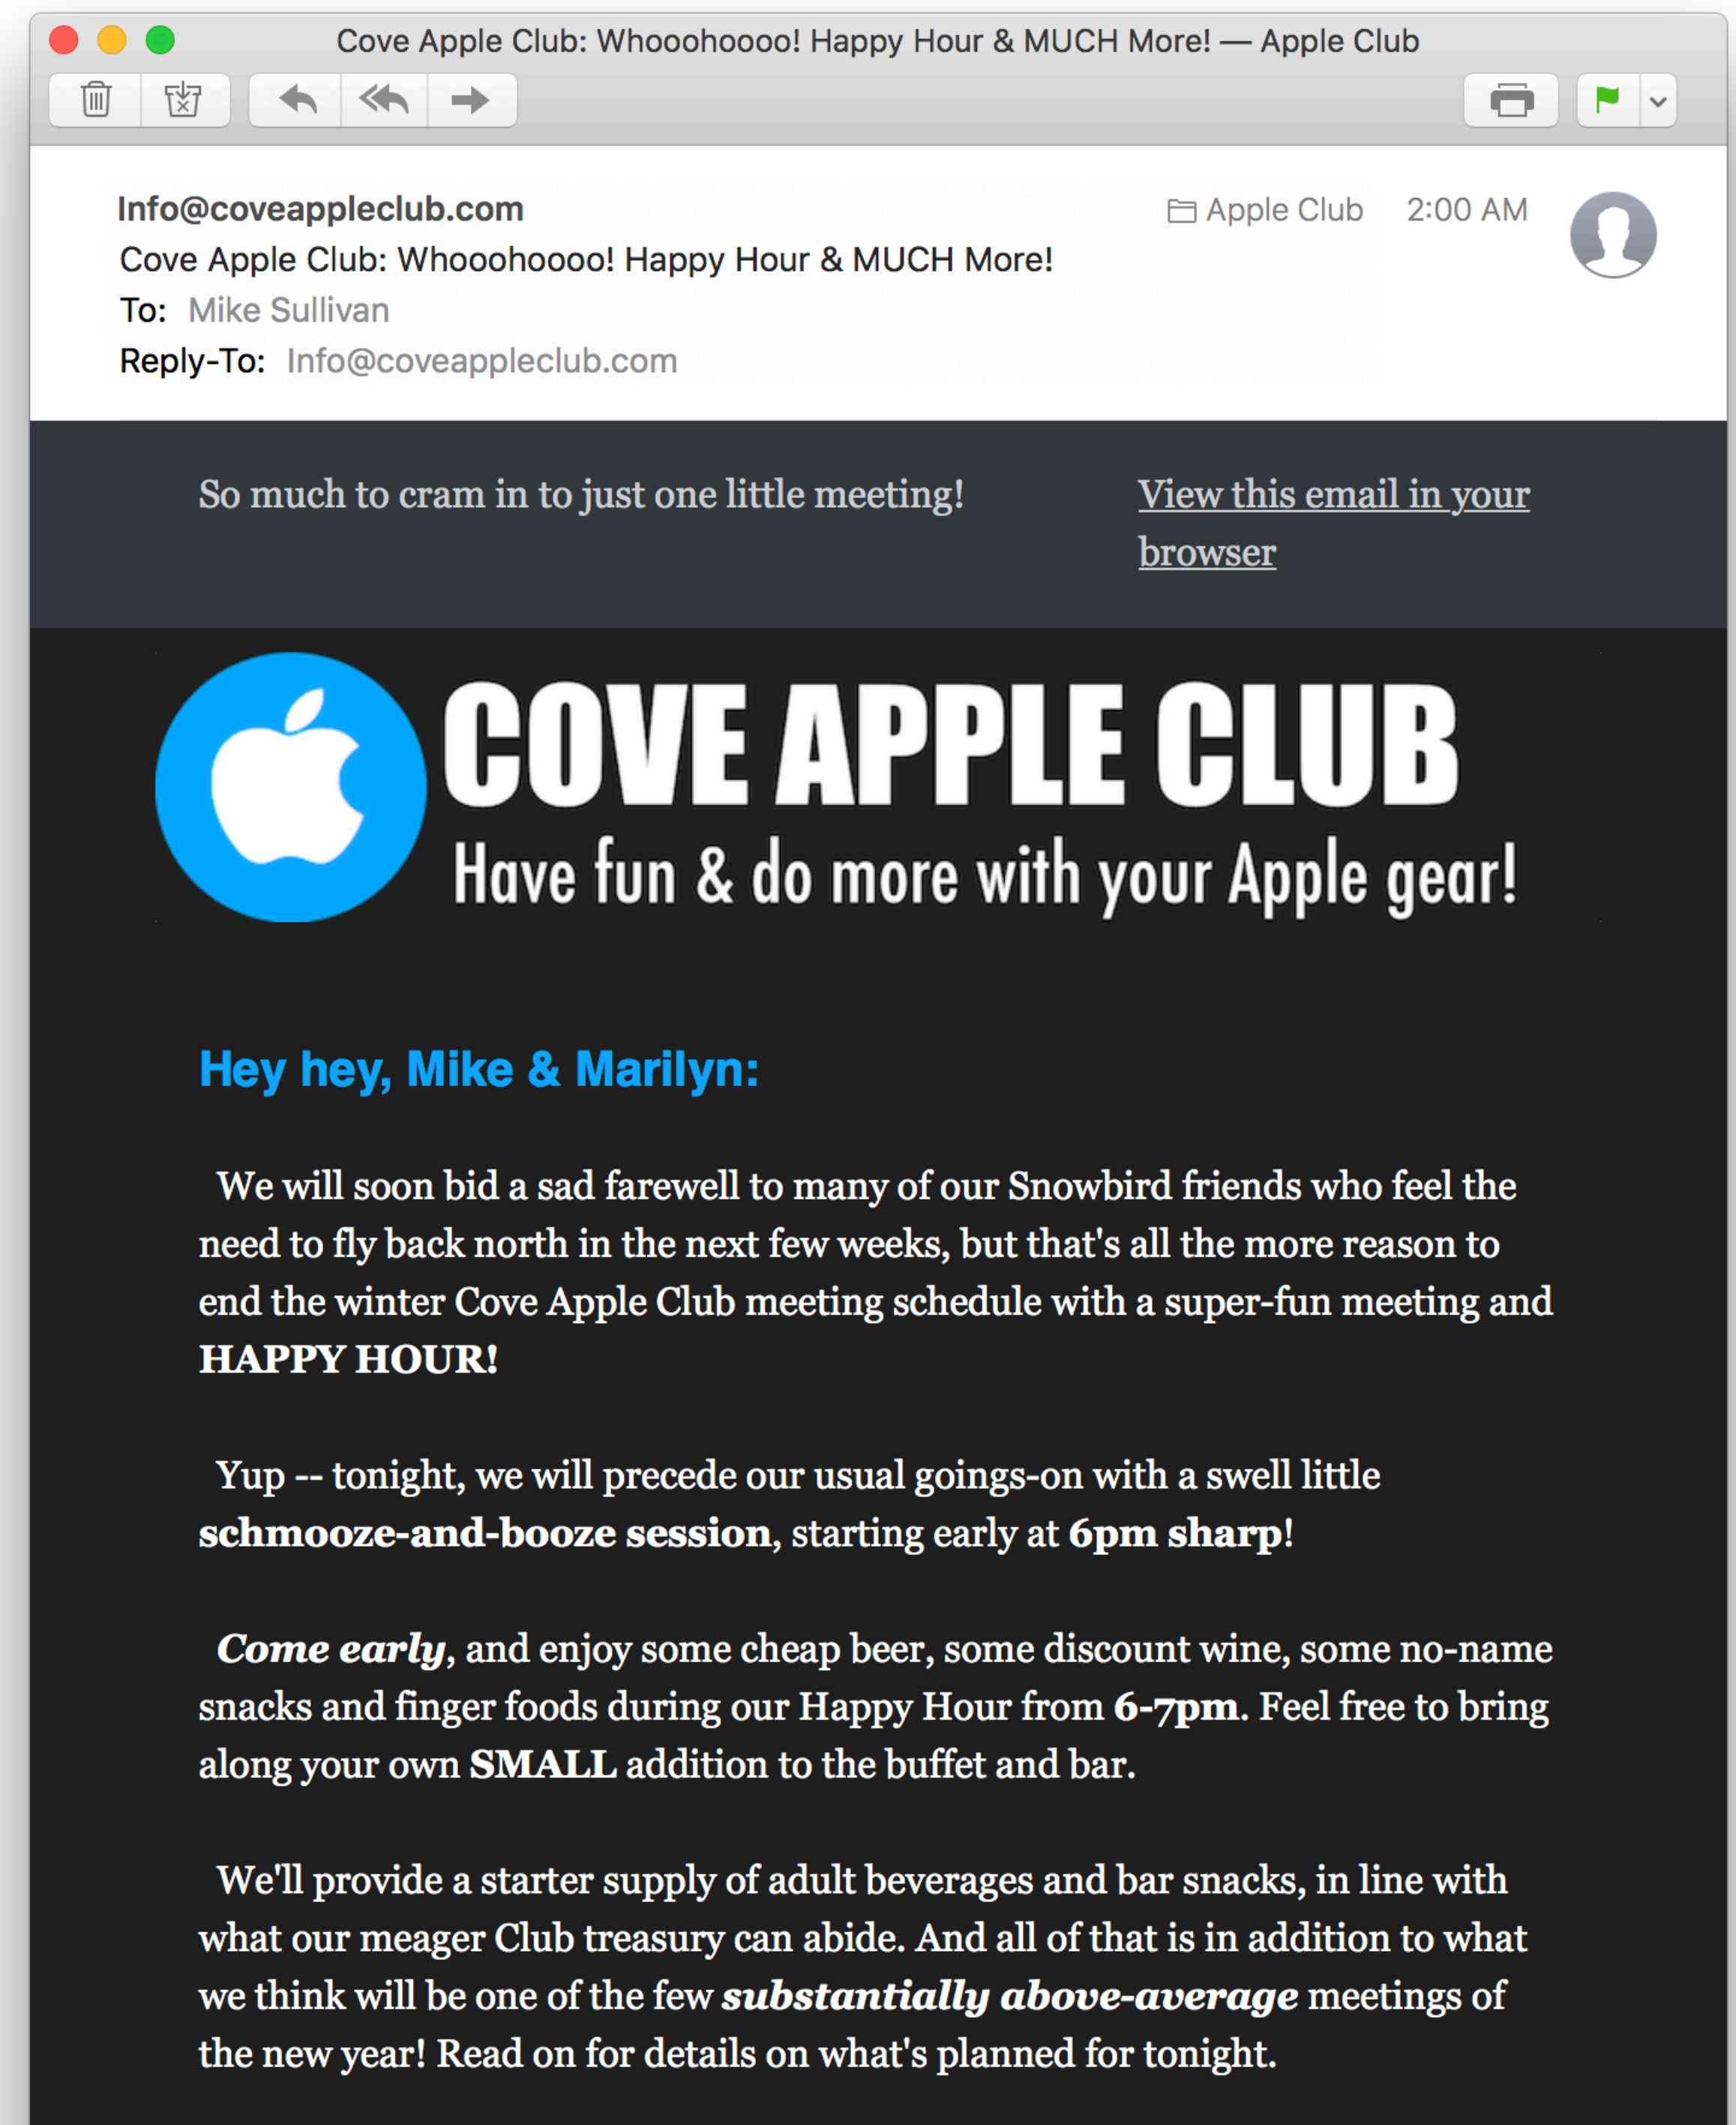 Cove Apple Club: Whooohoooo! Happy Hour & MUCH More! — Apple Club
Info@coveappleclub.com
Apple Club 2:00 AM
Cove Apple Club: Whooohoooo! Happy Hour & MUCH More!
To: Mike Sullivan
Reply-To: Info@coveappleclub.com
So much to cram in to just one little meeting!
View this email in your
browser
COVE APPLE CLUB
Have fun & do more with your Apple gear!
Hey hey, Mike & Marilyn:
We will soon bid a sad farewell to many of our Snowbird friends who feel the
need to fly back north in the next few weeks, but that's all the more reason to
end the winter Cove Apple Club meeting schedule with a super-fun meeting and
HAPPY HOUR!
Yup -- tonight, we will precede our usual goings-on with a swell little
schmooze-and-booze session, starting early at 6pm sharp!
Come early, and enjoy some cheap beer, some discount wine, some no-name
snacks and finger foods during our Happy Hour from 6-7pm. Feel free to bring
along your own SMALL addition to the buffet and bar.
We'll provide a starter supply of adult beverages and bar snacks, in line with
what our meager Club treasury can abide. And all of that is in addition to what
we think will be one of the few substantially above-average meetings of
the new year! Read on for details on what's planned for tonight.